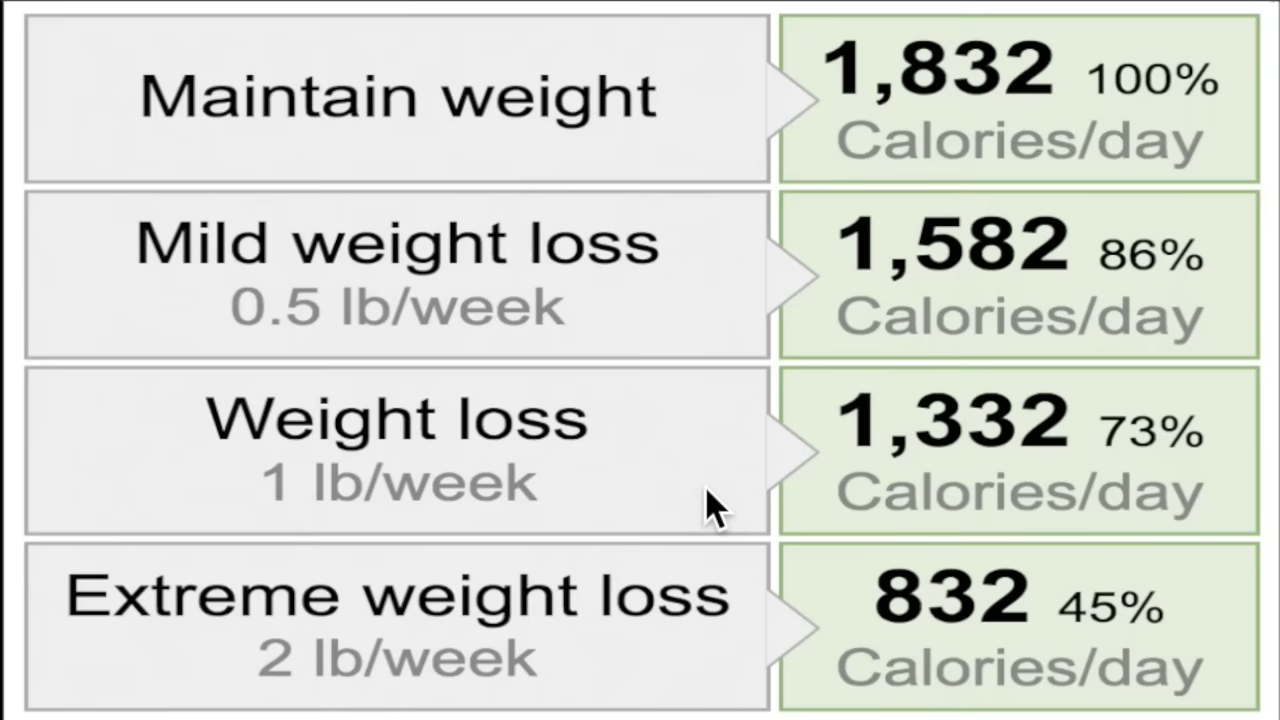 Maintain weight
1,832 100%
Calories/day
Mild weight loss
0.5 lb/week
1,582 86%
Calories/day
Weight loss
1 lb/week
1,332 73%
Calories/day
Extreme weight loss
2 lb/week
832 45%
Calories/day